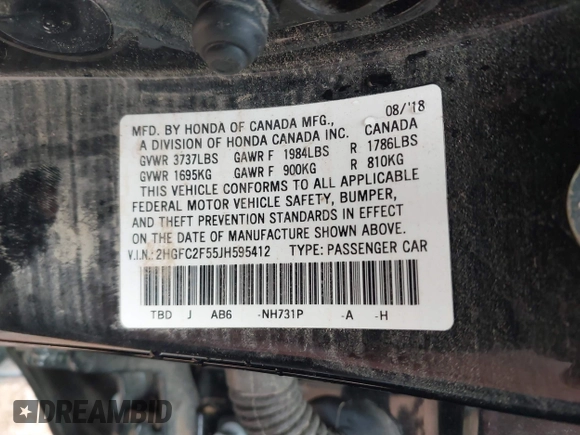 MFD. BY HONDA OF CANADA MFG., 08/'18
A DIVISION OF HONDA CANADA INC. CANADA
GVWR 3737LBS GAWR F 1984LBS R 1786LBS
GVWR 1695KG GAWR F 900KG R 810KG
THIS VEHICLE CONFORMS TO ALL APPLICABLE
FEDERAL MOTOR VEHICLE SAFETY, BUMPER,
AND THEFT PREVENTION STANDARDS IN EFFECT
ON THE DATE OF MANUFACTURE SHOWN ABOVE.
V.I.N.: 2HGFC2F55JH595412 TYPE: PASSENGER CAR
TBD J AB6 -NH731P -A -H
DREAMBID